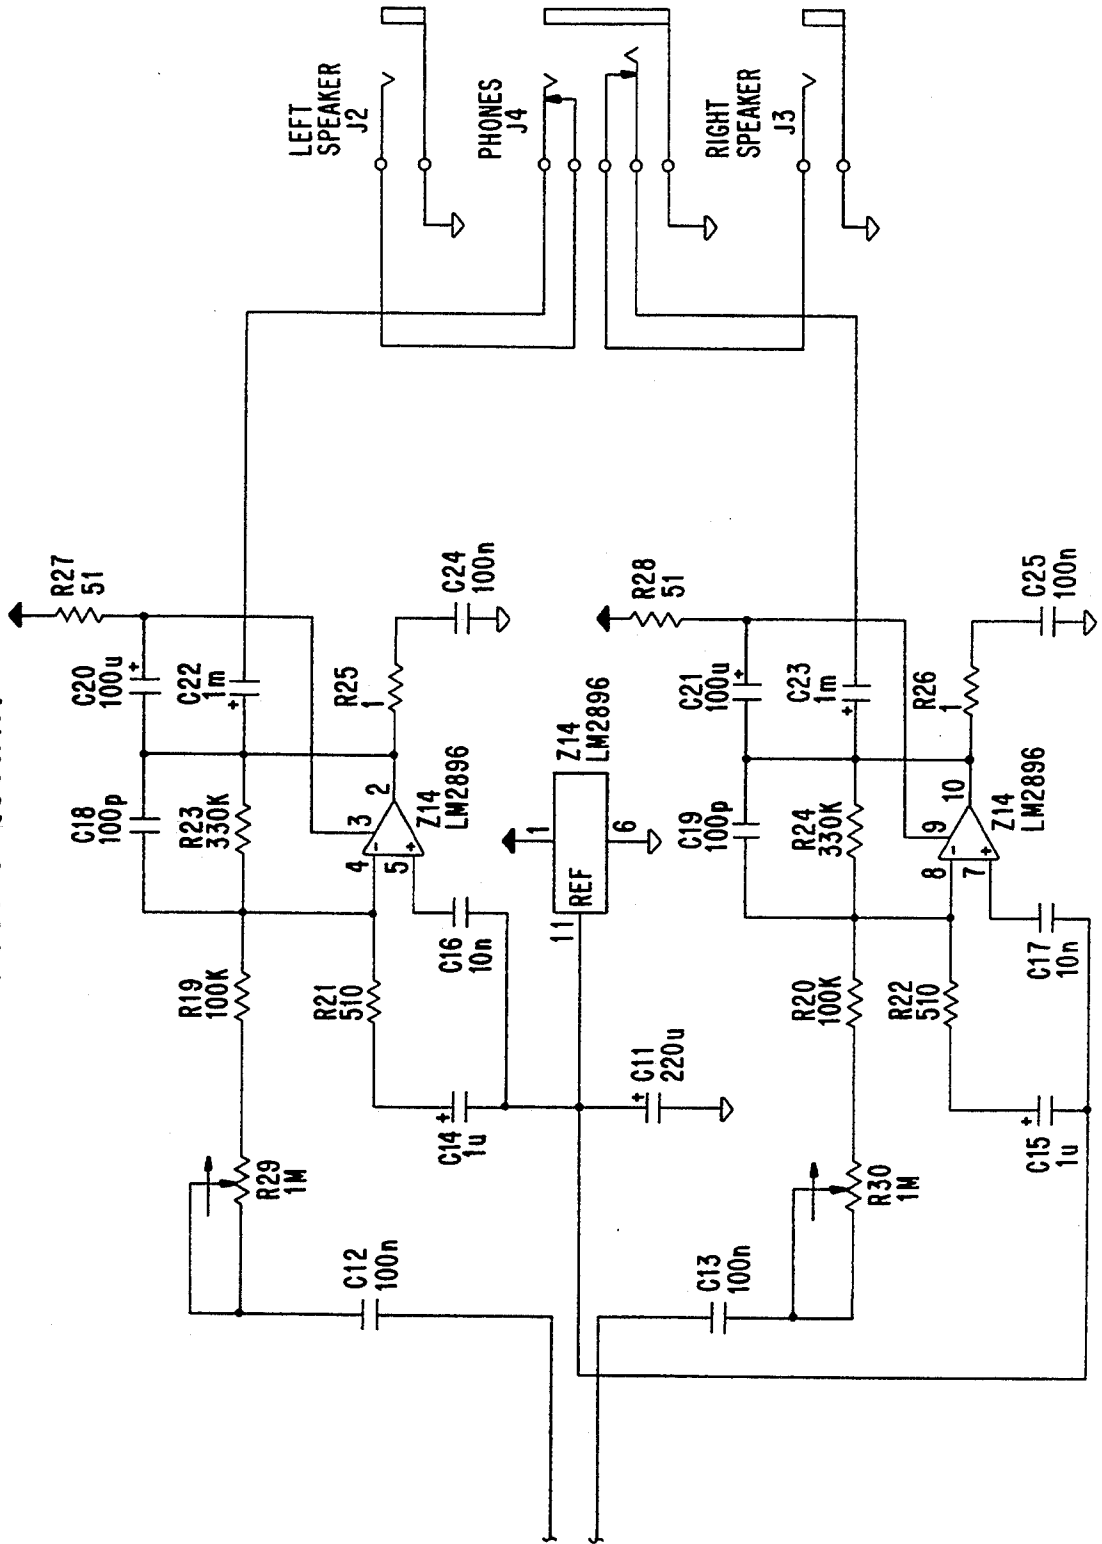 LEFT
SPEAKER
J2
PHONES
J4
RIGHT
SPEAKER
J3
R27
51
C20
100u
+
C22
1m
+
C18
100p
R23
330K
R25
1
C24
100n
3
2
4
-
5
+
Z14
LM2896
R19
100K
R21
510
C16
10n
C14
1u
+
R29
1M
C12
100n
Z14
LM2896
1
6
REF
11
C11
220u
+
R28
51
C21
100u
+
C23
1m
+
C19
100p
R24
330K
R26
1
C25
100n
9
10
8
-
7
+
Z14
LM2896
R20
100K
R22
510
C17
10n
C15
1u
+
R30
1M
C13
100n